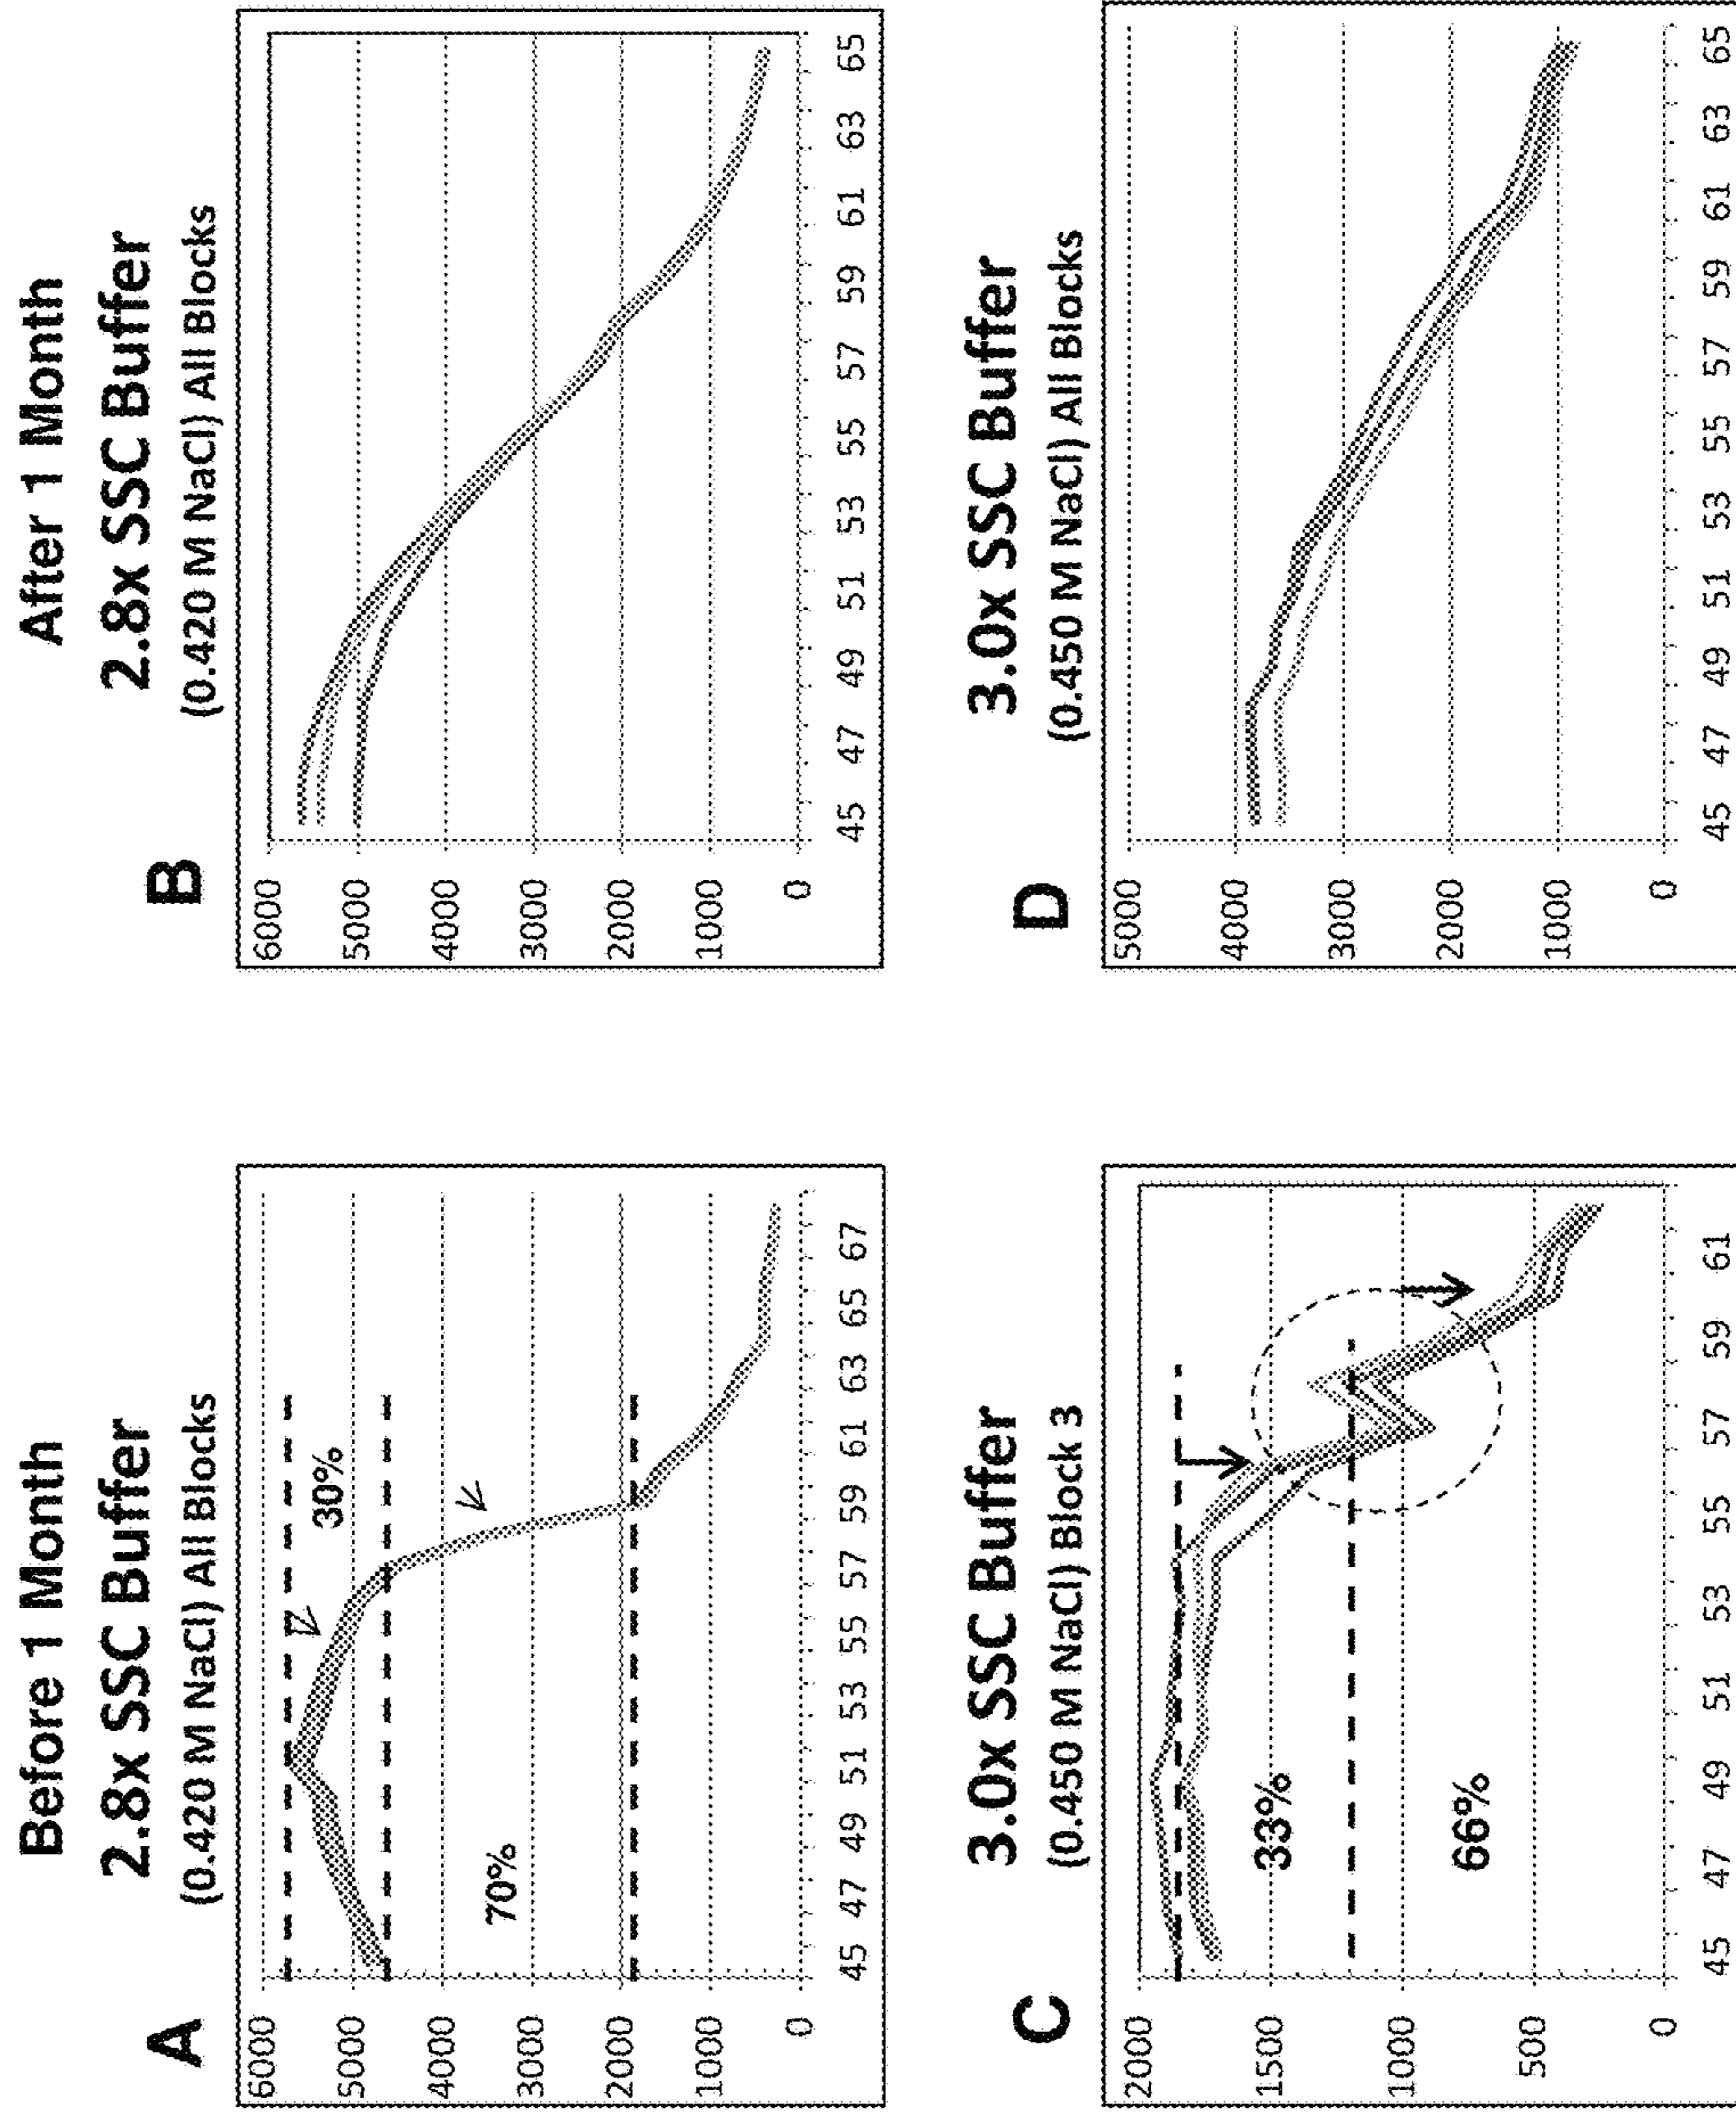 Before 1 Month
After 1 Month
A
2.8x SSC Buffer
(0.420 M NaCl) All Blocks
6000
5000
4000
3000
2000
1000
0
30%
70%
45 47 49 51 53 55 57 59 61 63 65 67
B
2.8x SSC Buffer
(0.420 M NaCl) All Blocks
6000
5000
4000
3000
2000
1000
0
45 47 49 51 53 55 57 59 61 63 65
C
3.0x SSC Buffer
(0.450 M NaCl) Block 3
2000
1500
1000
500
0
33%
66%
45 47 49 51 53 55 57 59 61
D
3.0x SSC Buffer
(0.450 M NaCl) All Blocks
5000
4000
3000
2000
1000
0
45 47 49 51 53 55 57 59 61 63 65